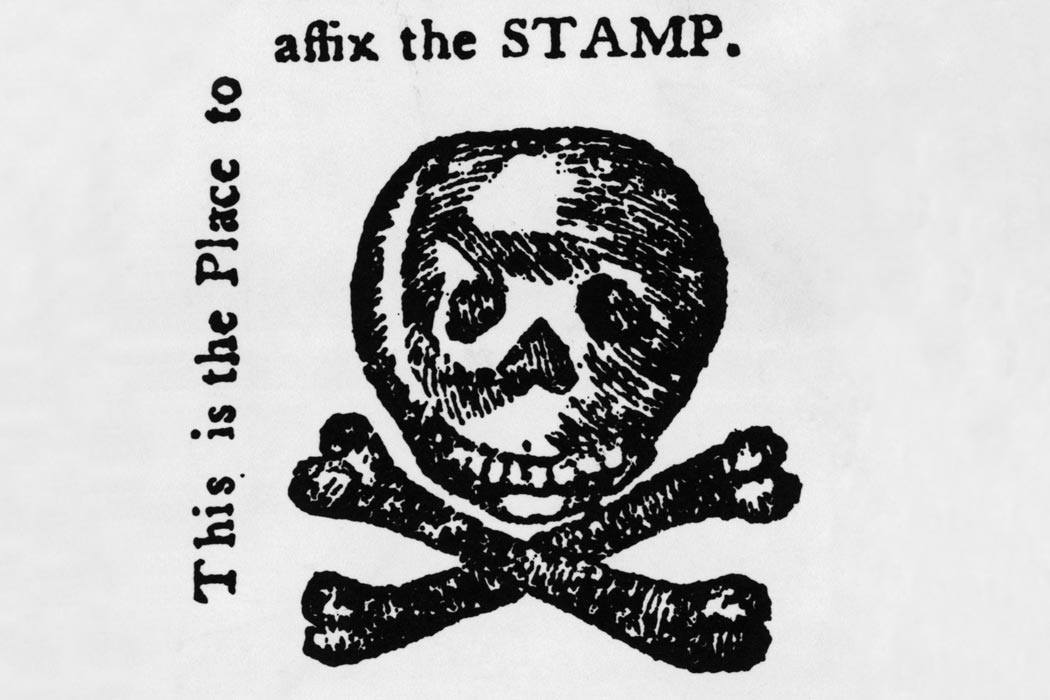 This is the Place to
affix the STAMP.